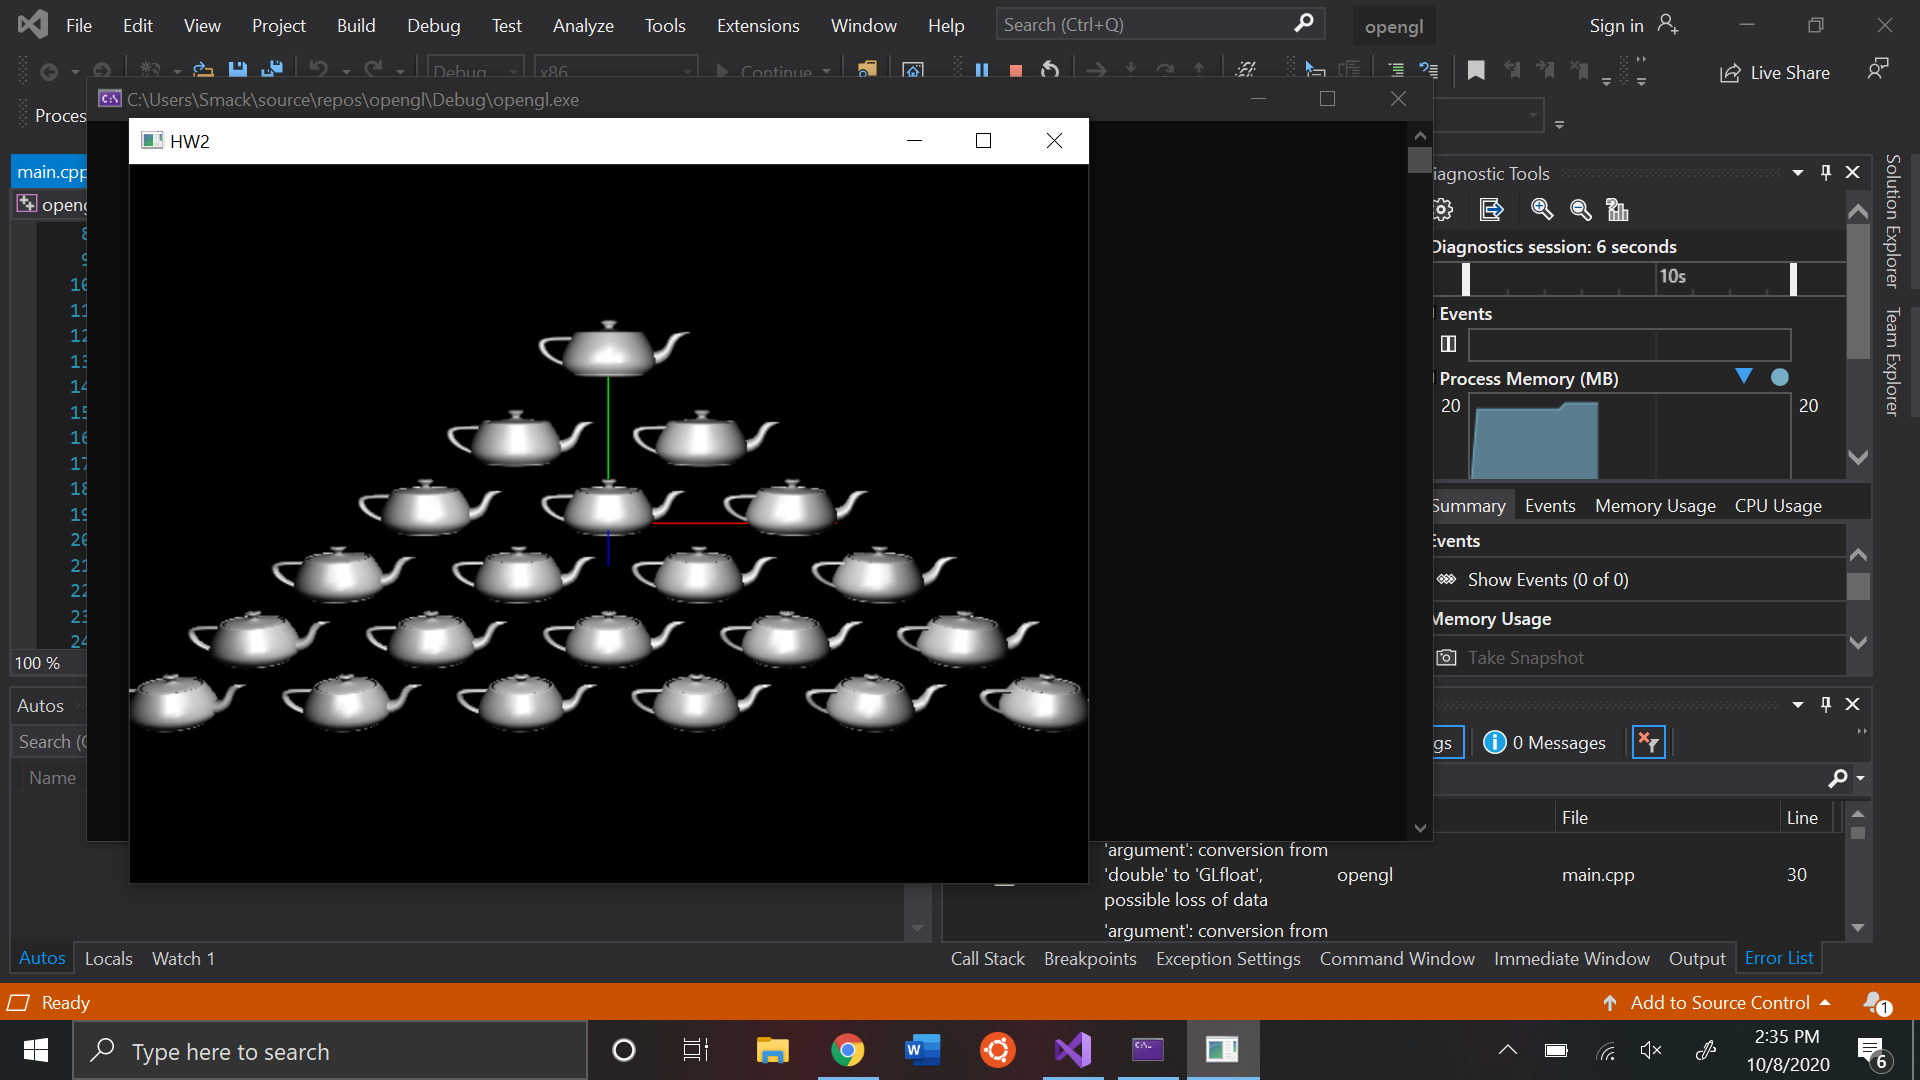 File Edit View Project Build Debug Test Analyze Tools Extensions Window Help Search (Ctrl+Q) opengl Sign in
Debug x86 Continue Live Share
C:\Users\Smack\source\repos\opengl\Debug\opengl.exe
Proces
HW2
main.cpp
openg
8
9
10
11
12
13
14
15
16
17
18
19
20
21
22
23
24
100 %
iagnostic Tools
Diagnostics session: 6 seconds
10s
Events
Process Memory (MB)
20 20
Summary Events Memory Usage CPU Usage
Events
Show Events (0 of 0)
Memory Usage
Take Snapshot
Solution Explorer
Team Explorer
Autos
Search (C
Name
gs 0 Messages
File Line
'argument': conversion from
'double' to 'GLfloat', opengl main.cpp 30
possible loss of data
'argument': conversion from
Autos Locals Watch 1
Call Stack Breakpoints Exception Settings Command Window Immediate Window Output Error List
Ready
Add to Source Control 1
Type here to search
2:35 PM
10/8/2020
6